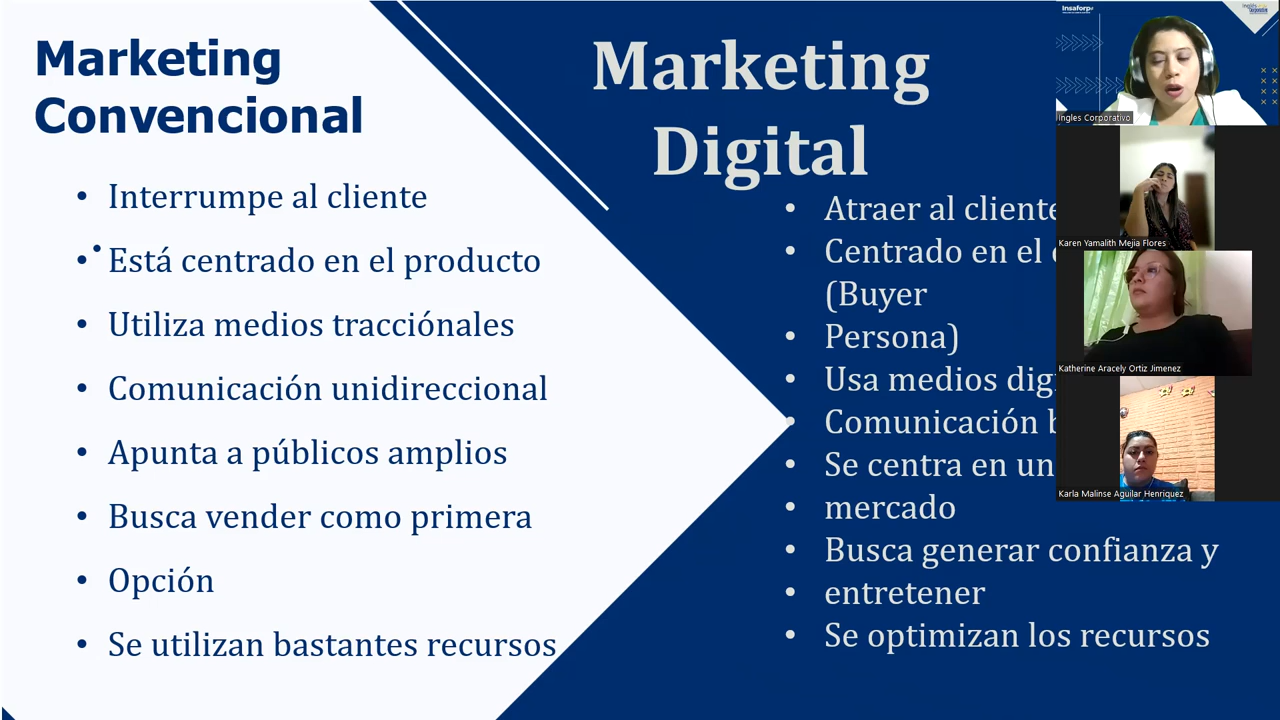 Marketing
Convencional
Interrumpe al cliente
Está centrado en el producto
Utiliza medios tracciónales
Comunicación unidireccional
Apunta a públicos amplios
Busca vender como primera
Opción
Se utilizan bastantes recursos
Marketing
Digital
Atraer al cliente
Centrado en el
(Buyer
Persona)
Usa medios
Comunicación
Se centra en un
mercado
Busca generar confianza y
entretener
Se optimizan los recursos
Insaforp
Ingles Corporativo
Karen Yamalith Mejia Flores
Katherine Aracely Ortiz Jimenez
Karla Malinse Aguilar Henriquez